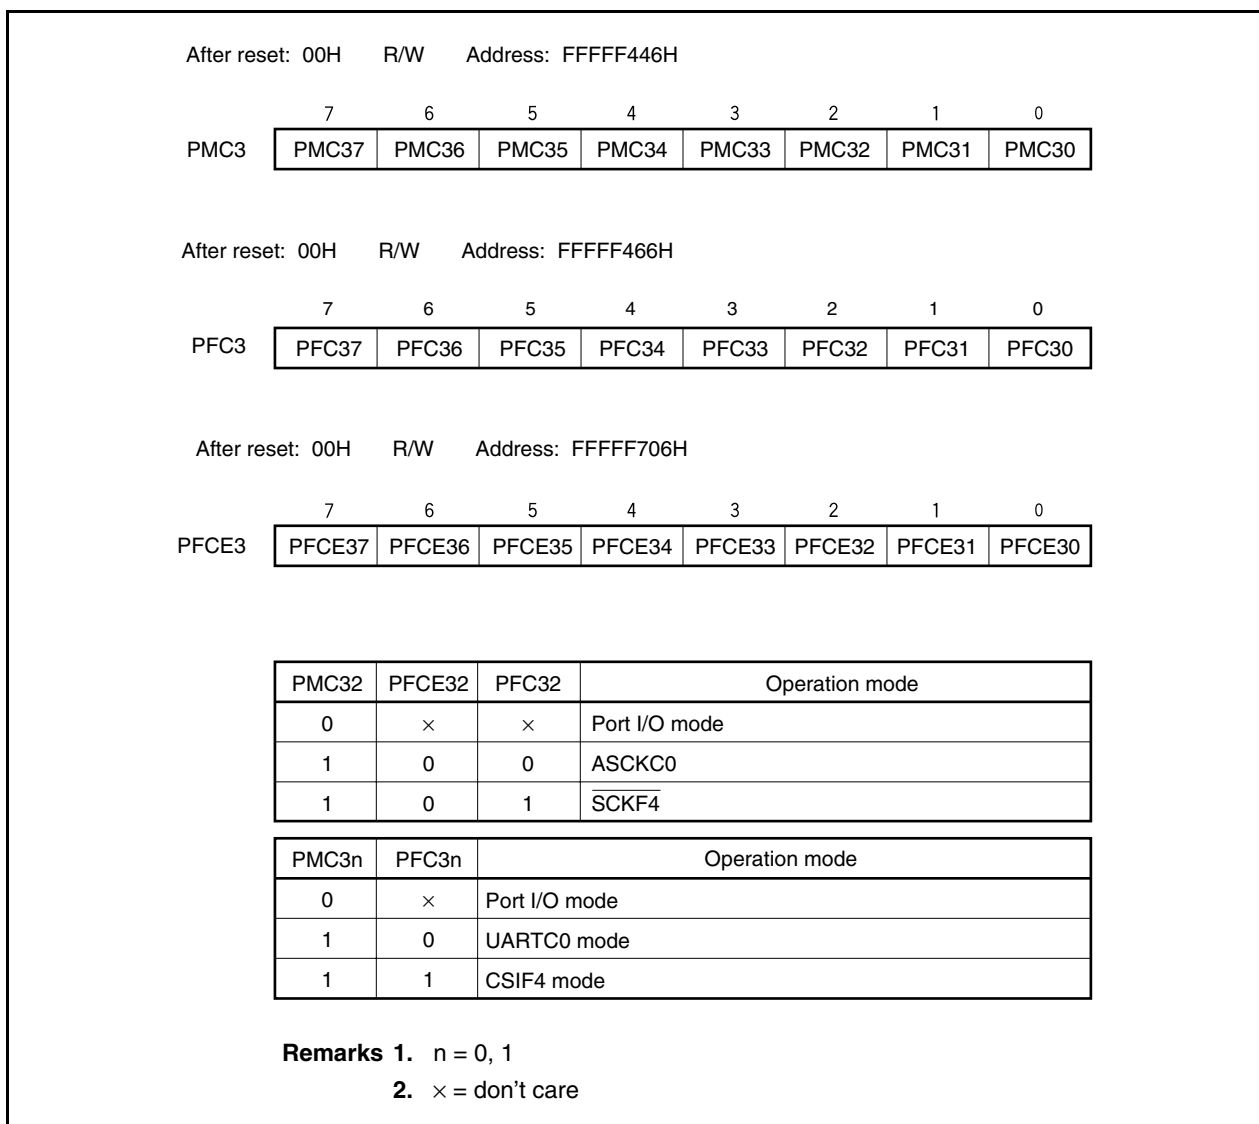 After reset: 00H R/W Address: FFFFF446H
7 6 5 4 3 2 1 0
PMC3 PMC37 PMC36 PMC35 PMC34 PMC33 PMC32 PMC31 PMC30
After reset: 00H R/W Address: FFFFF466H
7 6 5 4 3 2 1 0
PFC3 PFC37 PFC36 PFC35 PFC34 PFC33 PFC32 PFC31 PFC30
After reset: 00H R/W Address: FFFFF706H
7 6 5 4 3 2 1 0
PFCE3 PFCE37 PFCE36 PFCE35 PFCE34 PFCE33 PFCE32 PFCE31 PFCE30
PMC32 PFCE32 PFC32 Operation mode
0 × × Port I/O mode
1 0 0 ASCKC0
1 0 1 SCKF4
PMC3n PFC3n Operation mode
0 × Port I/O mode
1 0 UARTC0 mode
1 1 CSIF4 mode
Remarks 1. n = 0, 1
2. × = don't care